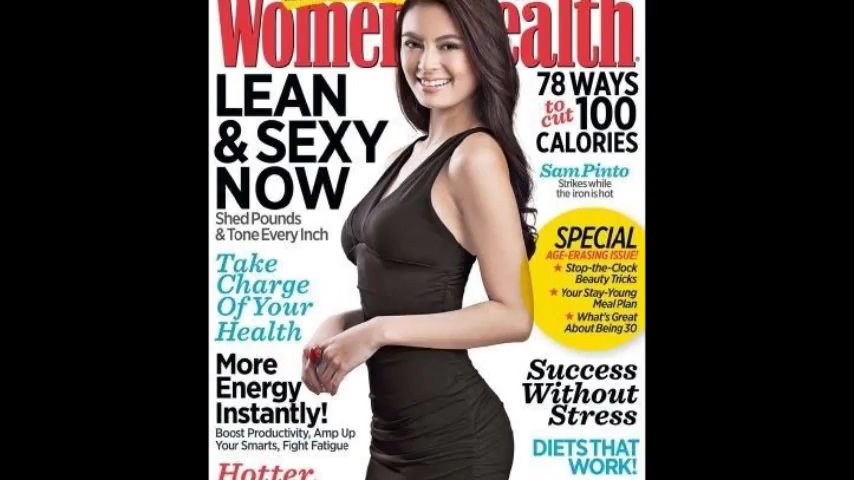 Women Health
LEAN
& SEXY
NOW
Shed Pounds
& Tone Every Inch
Take
Charge
Of Your
Health
More
Energy
Instantly!
Boost Productivity, Amp Up
Your Smarts, Fight Fatigue
Hotter,
78 WAYS
to cut 100
CALORIES
Sam Pinto
Strikes while
the iron is hot
SPECIAL
AGE-ERASING ISSUE!
★ Stop-the-Clock
Beauty Tricks
★ Your Stay-Young
Meal Plan
★ What's Great
About Being 30
Success
Without
Stress
DIETS THAT
WORK!